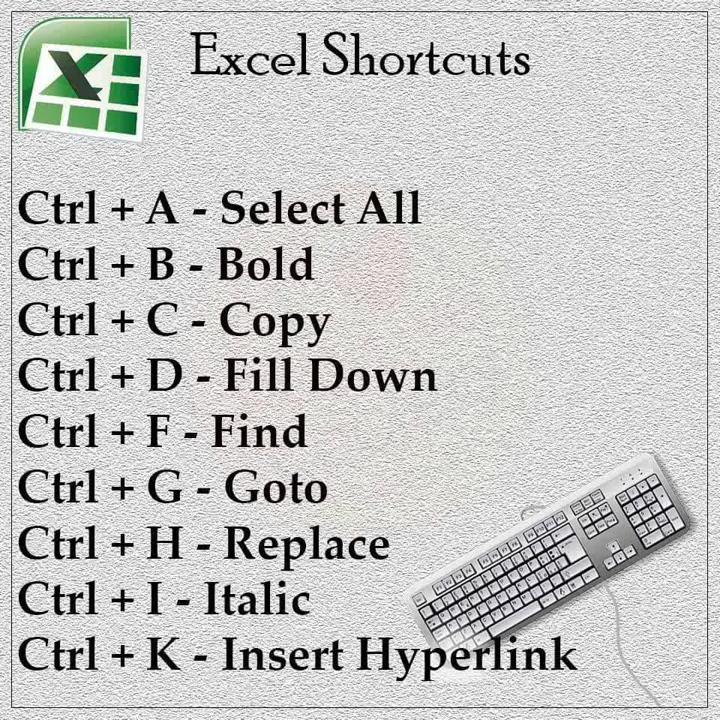 Excel Shortcuts
Ctrl + A - Select All
Ctrl + B - Bold
Ctrl + C - Copy
Ctrl + D - Fill Down
Ctrl + F - Find
Ctrl + G - Goto
Ctrl + H - Replace
Ctrl + I - Italic
Ctrl + K - Insert Hyperlink